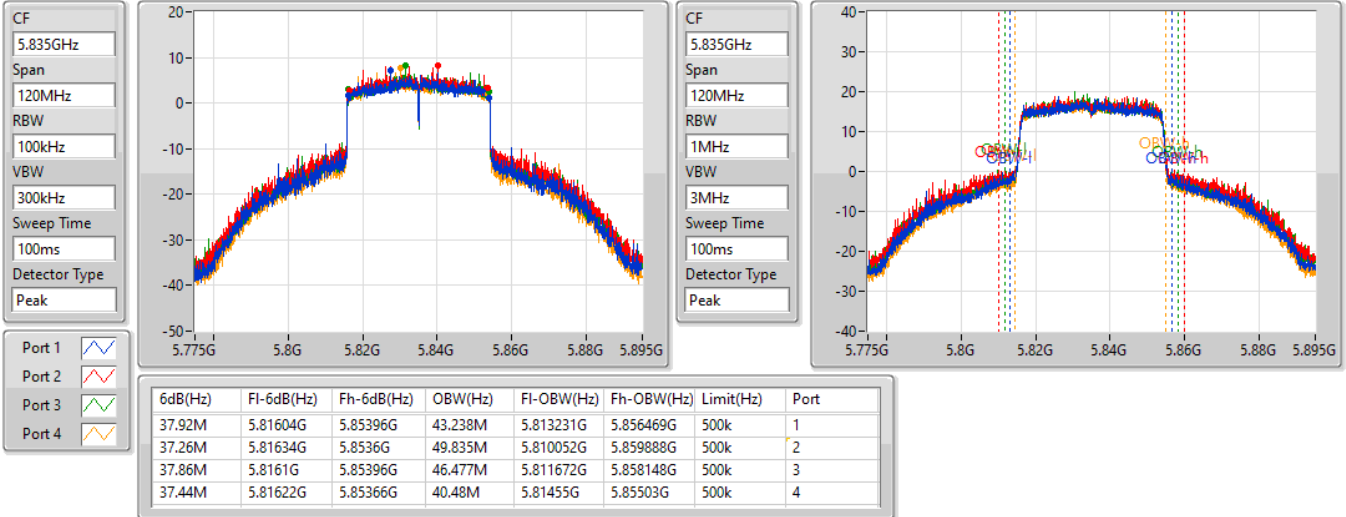 CF
5.835GHz
Span
120MHz
RBW
100kHz
VBW
300kHz
Sweep Time
100ms
Detector Type
Peak
20
10
0
-10
-20
-30
-40
-50
5.775G 5.8G 5.82G 5.84G 5.86G 5.88G 5.895G
CF
5.835GHz
Span
120MHz
RBW
1MHz
VBW
3MHz
Sweep Time
100ms
Detector Type
Peak
40
30
20
10
0
-10
-20
-30
-40
5.775G 5.8G 5.82G 5.84G 5.86G 5.88G 5.895G
Port 1
Port 2
Port 3
Port 4
6dB(Hz) Fl-6dB(Hz) Fh-6dB(Hz) OBW(Hz) Fl-OBW(Hz) Fh-OBW(Hz) Limit(Hz) Port
37.92M 5.81604G 5.85396G 43.238M 5.813231G 5.856469G 500k 1
37.26M 5.81634G 5.8536G 49.835M 5.810052G 5.859888G 500k 2
37.86M 5.8161G 5.85396G 46.477M 5.811672G 5.858148G 500k 3
37.44M 5.81622G 5.85366G 40.48M 5.81455G 5.85503G 500k 4